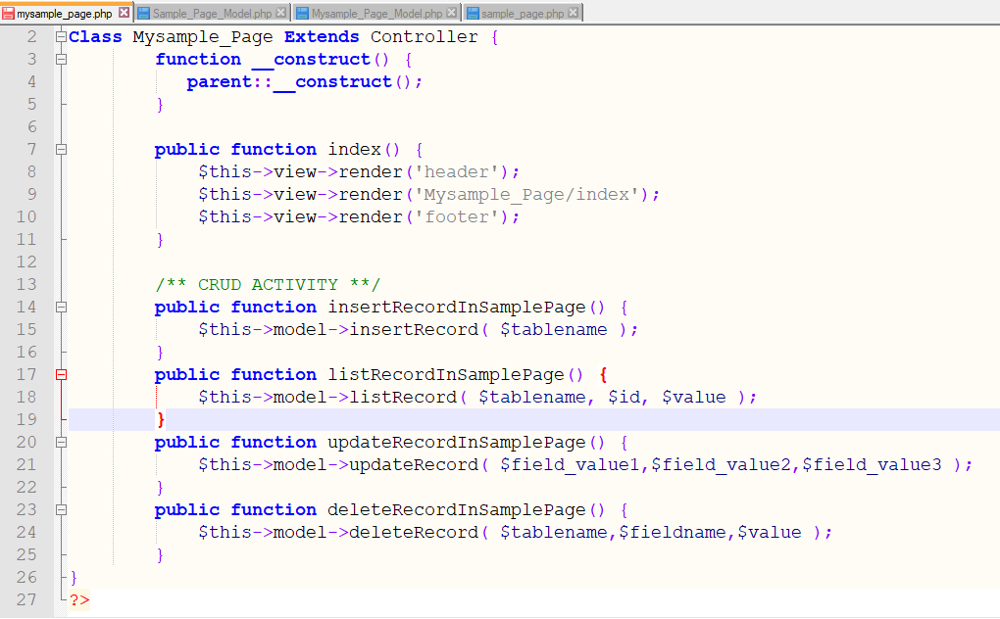 mysample_page.php Sample_Page_Model.php Mysample_Page_Model.php sample_page.php
2 Class Mysample_Page Extends Controller {
3 function __construct() {
4 parent::__construct();
5 }
6
7 public function index() {
8 $this->view->render('header');
9 $this->view->render('Mysample_Page/index');
10 $this->view->render('footer');
11 }
12
13 /** CRUD ACTIVITY **/
14 public function insertRecordInSamplePage() {
15 $this->model->insertRecord( $tablename );
16 }
17 public function listRecordInSamplePage() {
18 $this->model->listRecord( $tablename, $id, $value );
19 }
20 public function updateRecordInSamplePage() {
21 $this->model->updateRecord( $field_value1,$field_value2,$field_value3 );
22 }
23 public function deleteRecordInSamplePage() {
24 $this->model->deleteRecord( $tablename,$fieldname,$value );
25 }
26 }
27 ?>